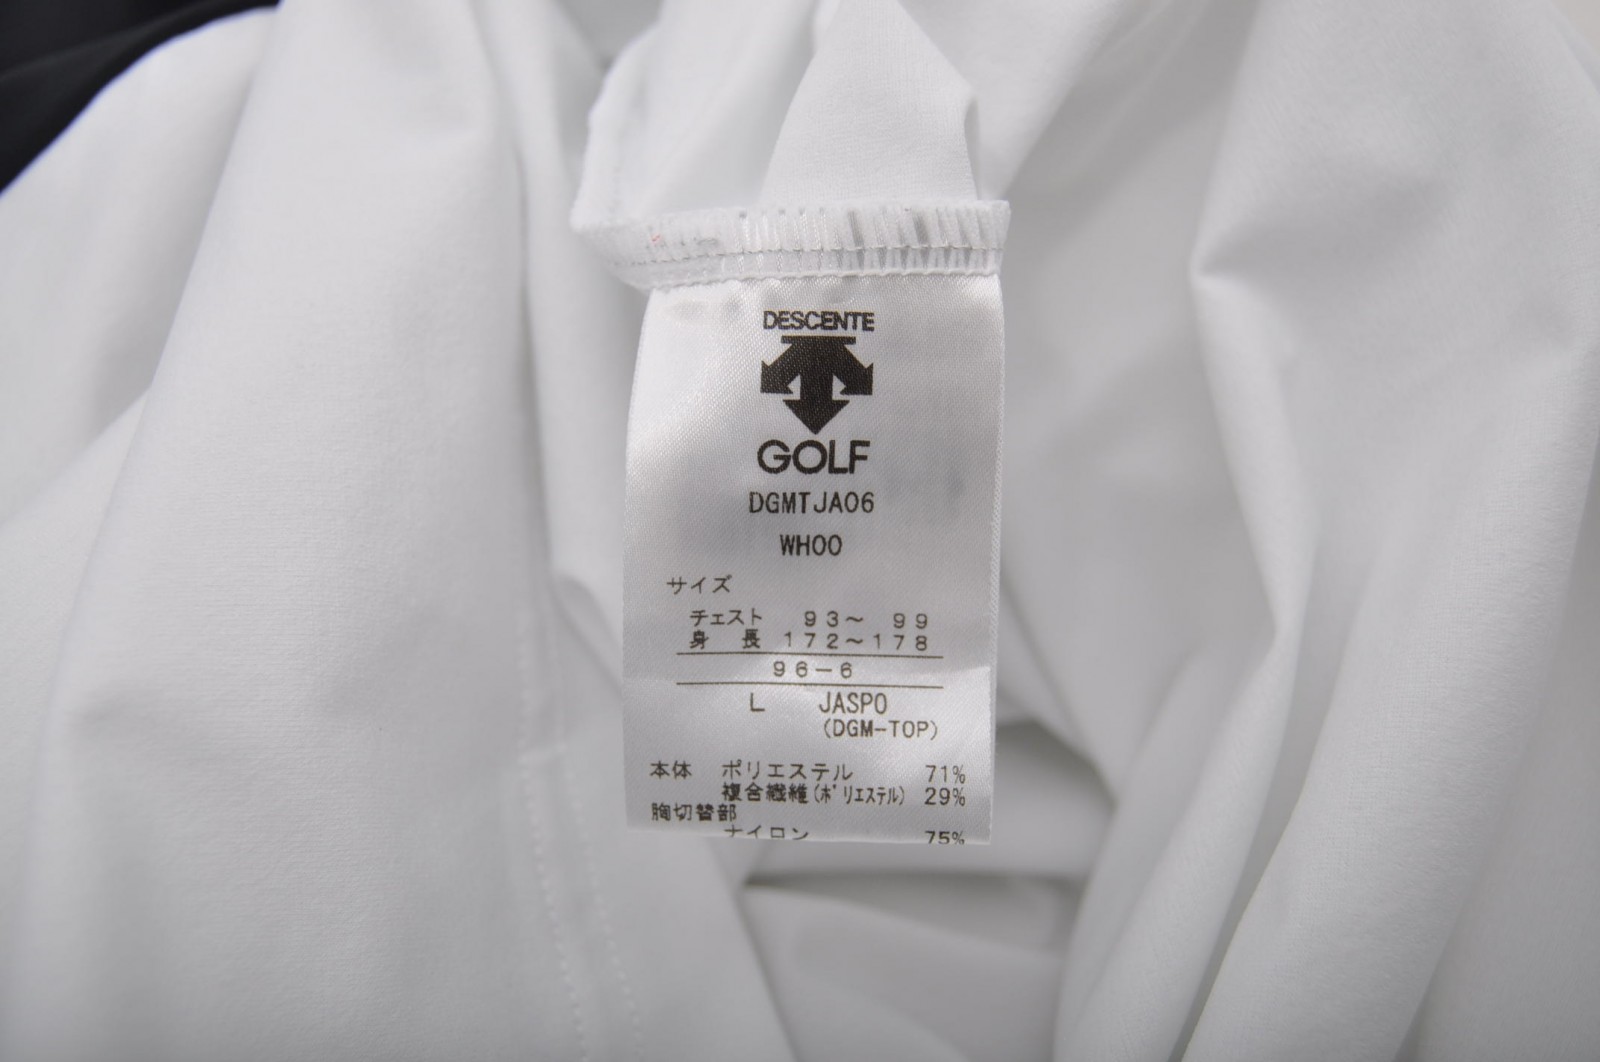 DESCENTE
GOLF
DGMTJA06
WH00
サイズ
チェスト 93～ 99
身 長 172～178
96-6
L JASPO
(DGM-TOP)
本体 ポリエステル 71%
複合繊維(ポリエステル) 29%
胸切替部
ナイロン 75%